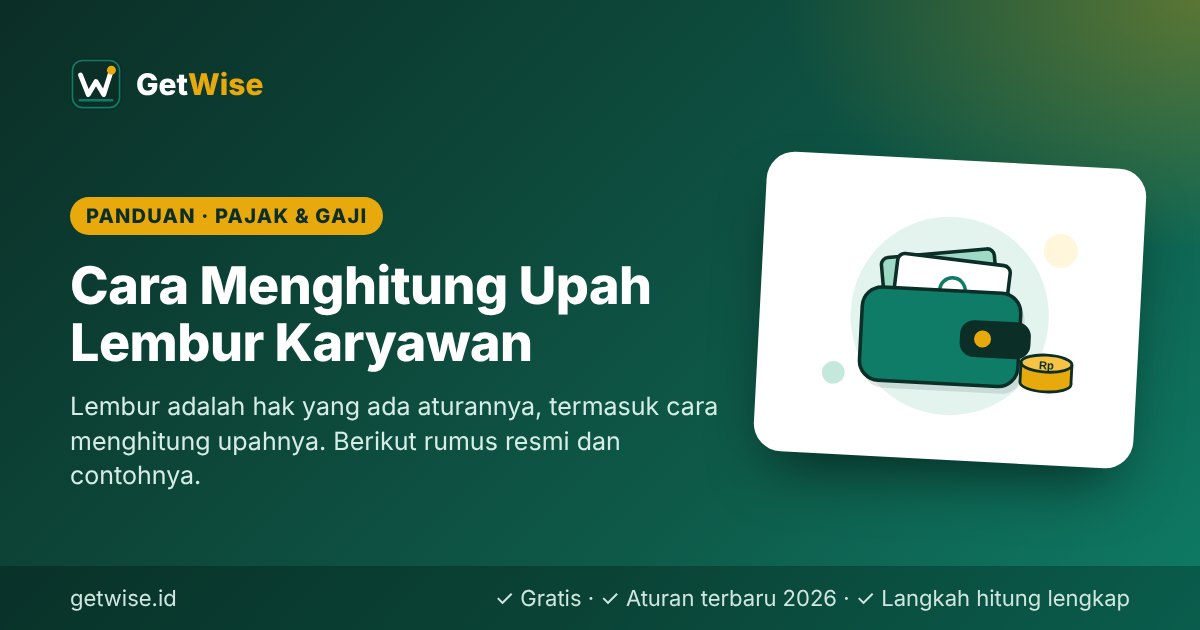 GetWise
PANDUAN · PAJAK & GAJI
Cara Menghitung Upah
Lembur Karyawan
Lembur adalah hak yang ada aturannya, termasuk cara
menghitung upahnya. Berikut rumus resmi dan
contohnya.
Rp
getwise.id
✓ Gratis · ✓ Aturan terbaru 2026 · ✓ Langkah hitung lengkap